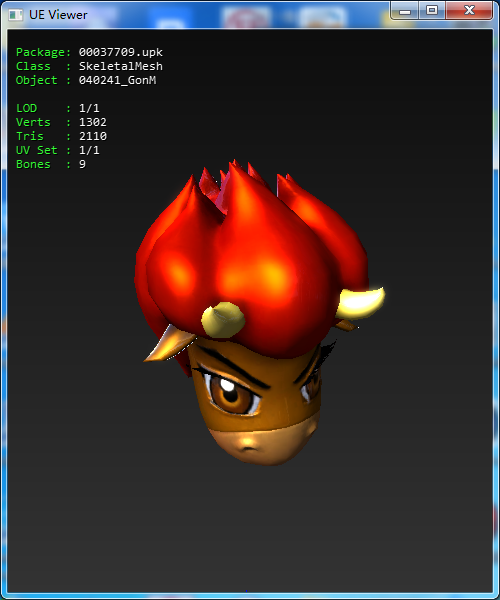 UE Viewer
Package: 00037709.upk
Class : SkeletalMesh
Object : 040241_GonM
LOD : 1/1
Verts : 1302
Tris : 2110
UV Set : 1/1
Bones : 9